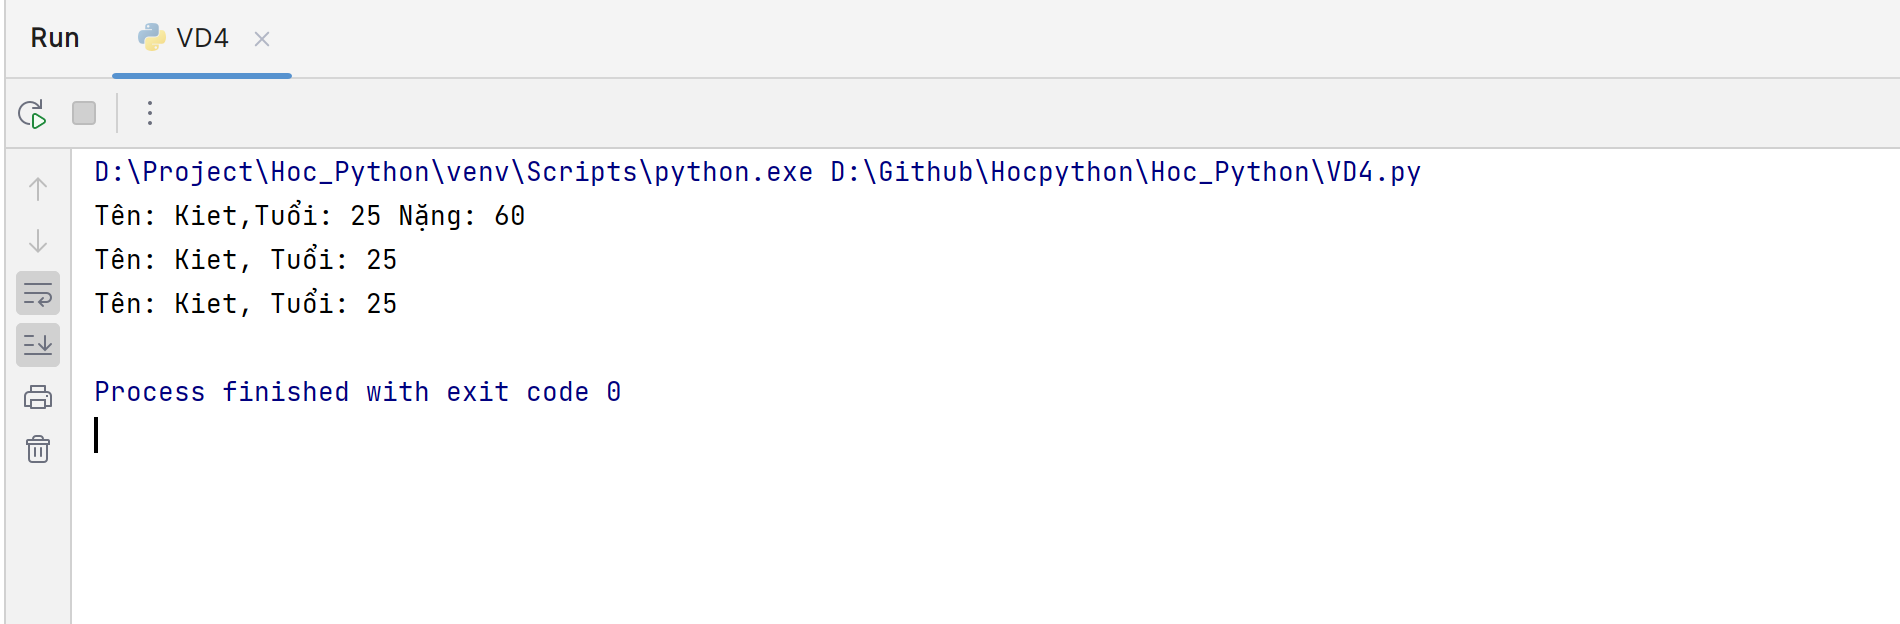 Run VD4
D:\Project\Hoc_Python\venv\Scripts\python.exe D:\Github\Hocpython\Hoc_Python\VD4.py
Tên: Kiet,Tuổi: 25 Nặng: 60
Tên: Kiet, Tuổi: 25
Tên: Kiet, Tuổi: 25
Process finished with exit code 0